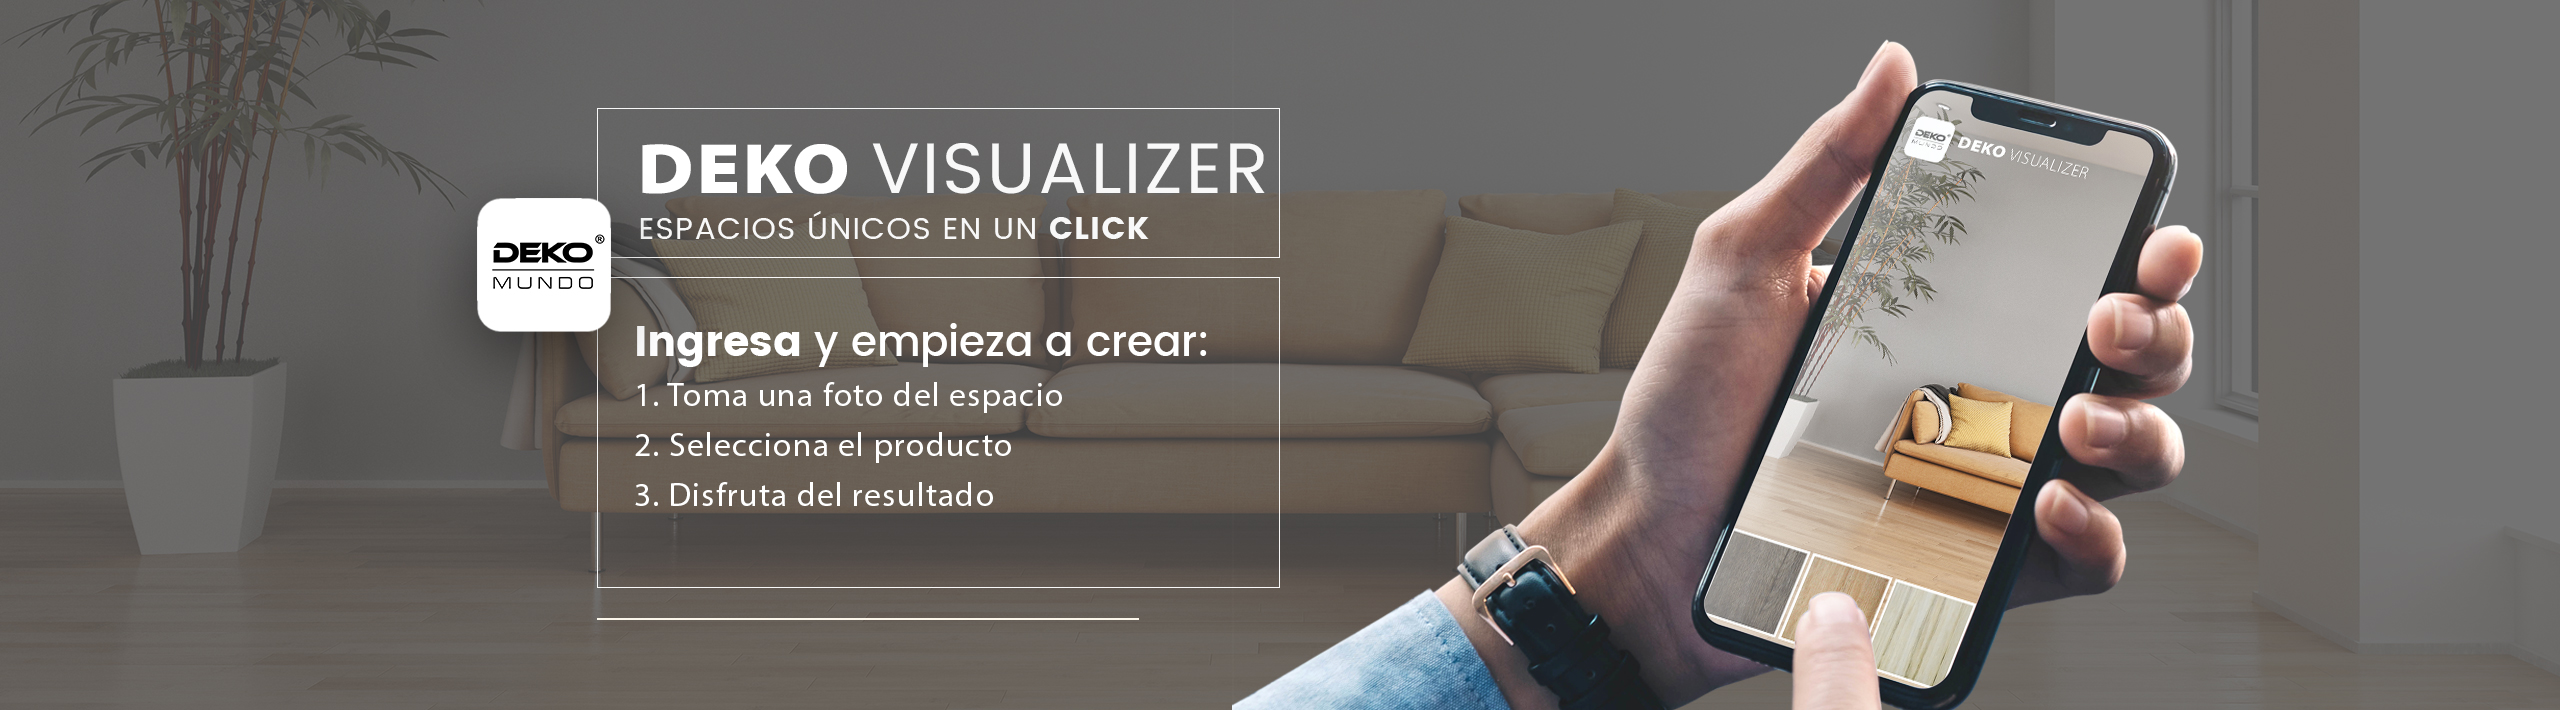 DEKO VISUALIZER
ESPACIOS ÚNICOS EN UN CLICK
DEKO®
MUNDO
Ingresa y empieza a crear:
1. Toma una foto del espacio
2. Selecciona el producto
3. Disfruta del resultado
DEKO
MUNDO
DEKO VISUALIZER